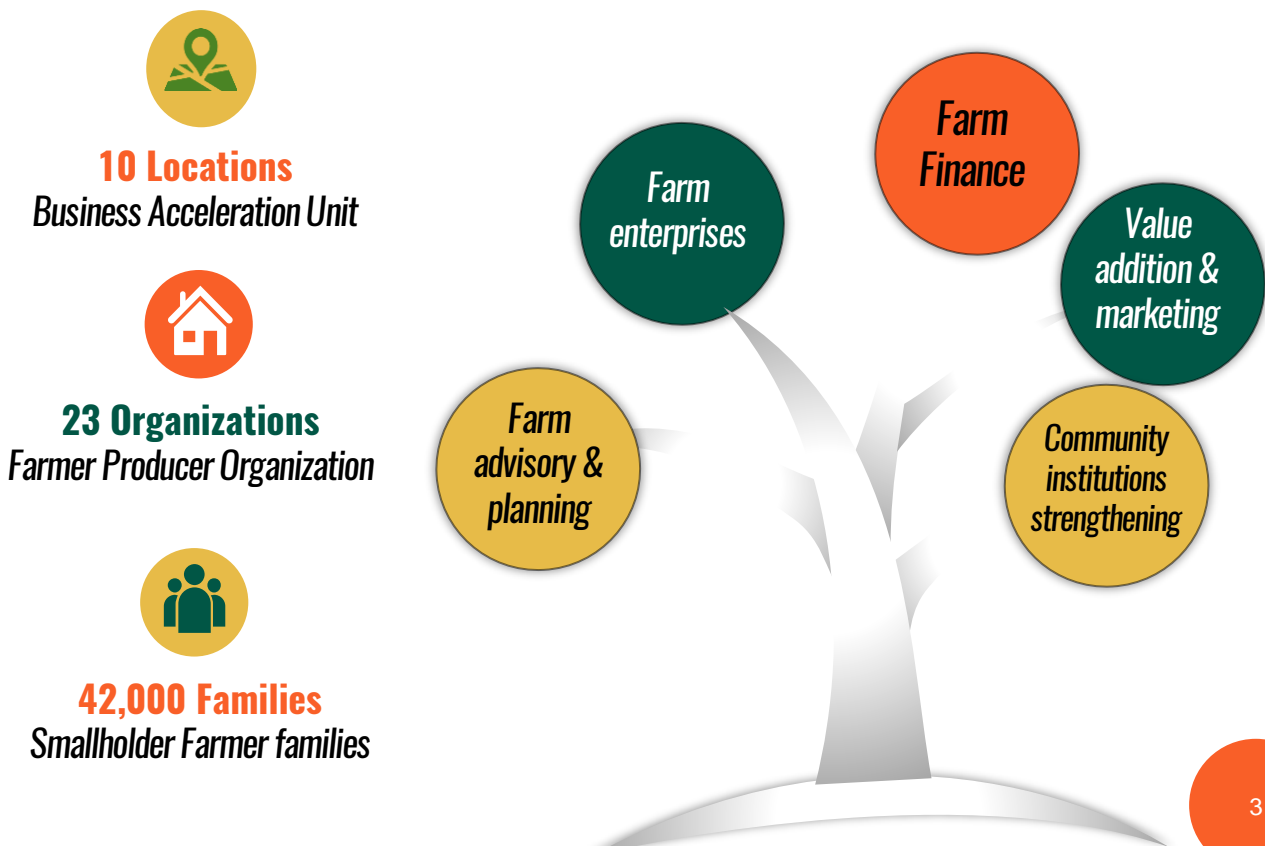 10 Locations
Business Acceleration Unit
23 Organizations
Farmer Producer Organization
42,000 Families
Smallholder Farmer families
Farm
advisory &
planning
Farm
enterprises
Farm
Finance
Value
addition &
marketing
Community
institutions
strengthening
3